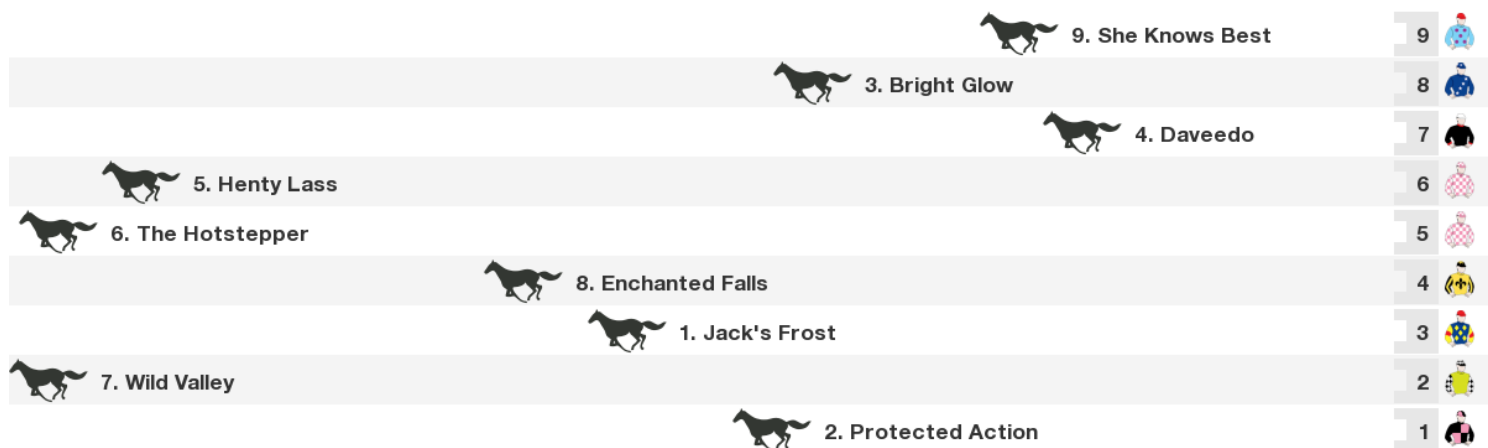 9. She Knows Best 9
3. Bright Glow 8
4. Daveedo 7
5. Henty Lass 6
6. The Hotstepper 5
8. Enchanted Falls 4
1. Jack's Frost 3
7. Wild Valley 2
2. Protected Action 1